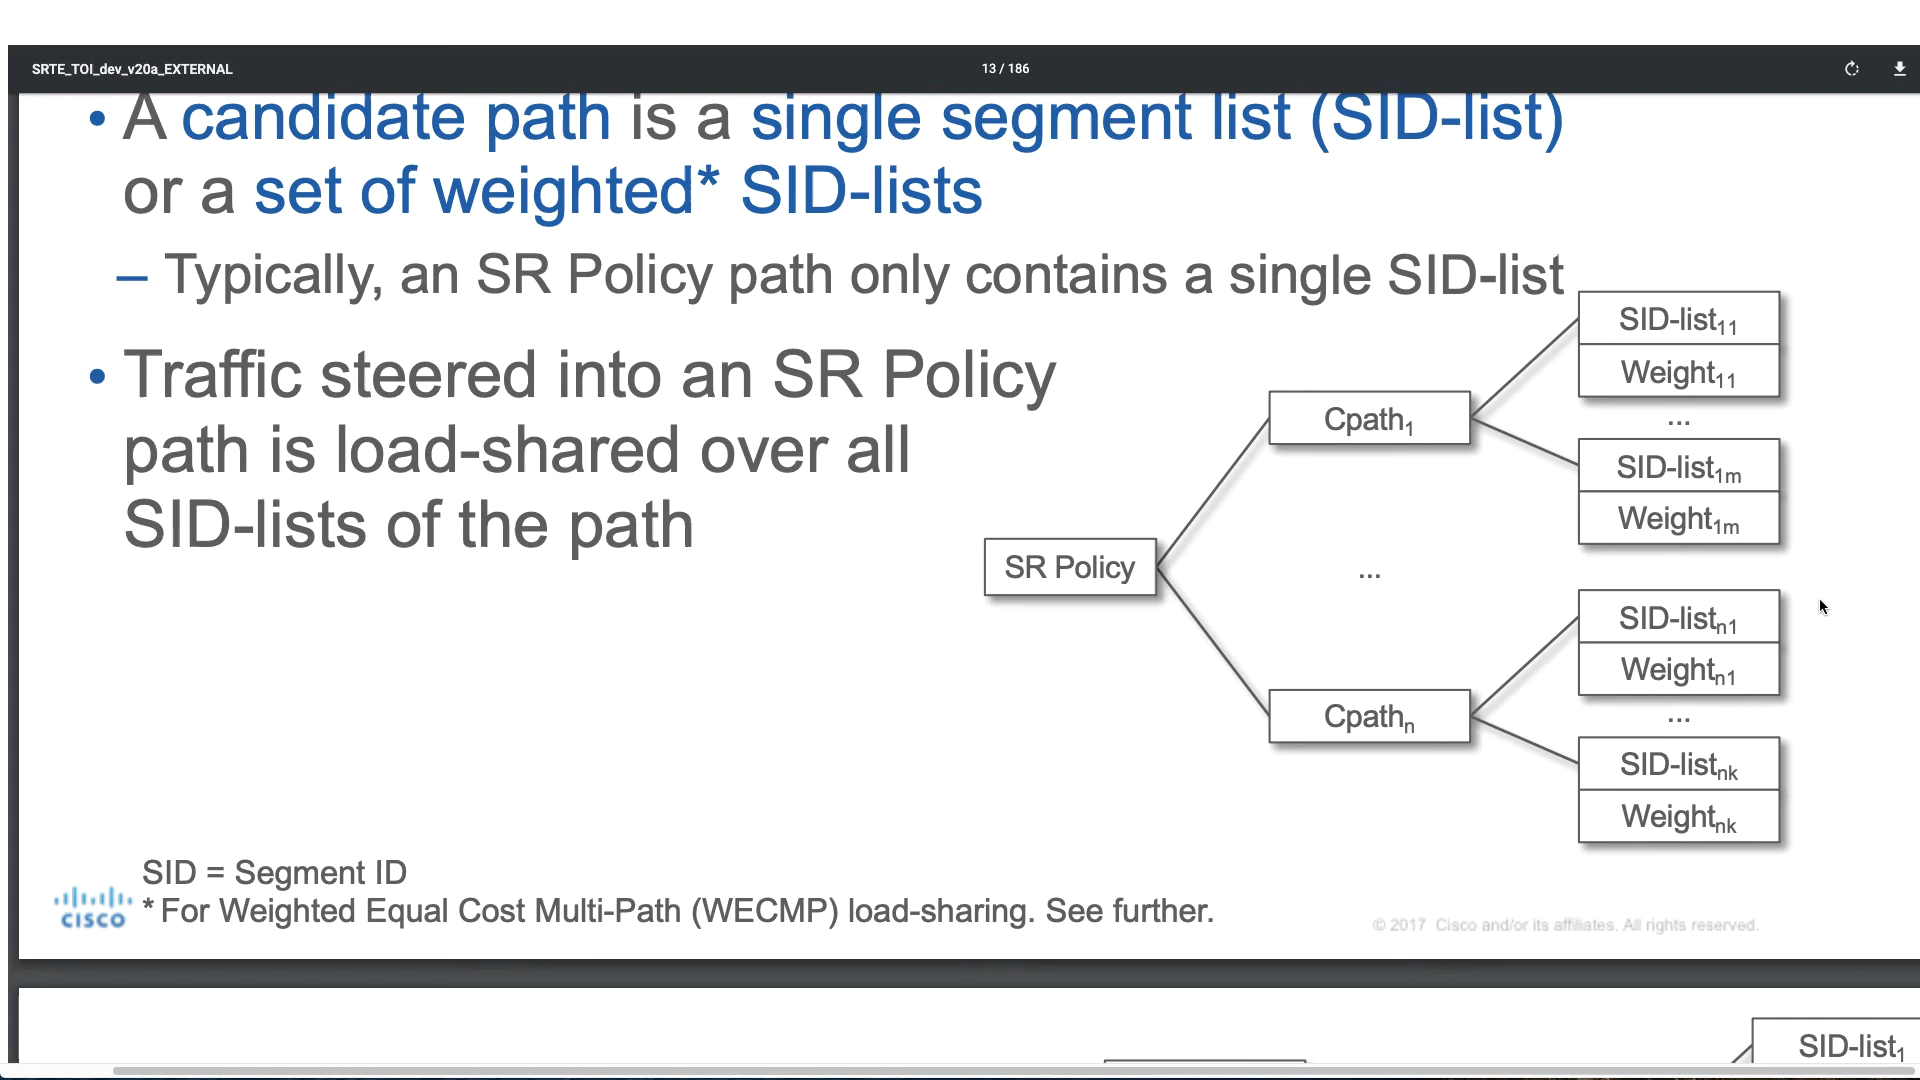 SRTE_TOI_dev_v20a_EXTERNAL
13 / 186
• A candidate path is a single segment list (SID-list)
or a set of weighted* SID-lists
– Typically, an SR Policy path only contains a single SID-list
• Traffic steered into an SR Policy
path is load-shared over all
SID-lists of the path
SR Policy
Cpath1
...
Cpathn
SID-list11
Weight11
...
SID-list1m
Weight1m
SID-listn1
Weightn1
...
SID-listnk
Weightnk
SID = Segment ID
* For Weighted Equal Cost Multi-Path (WECMP) load-sharing. See further.
CISCO
© 2017 Cisco and/or its affiliates. All rights reserved.
SID-list1